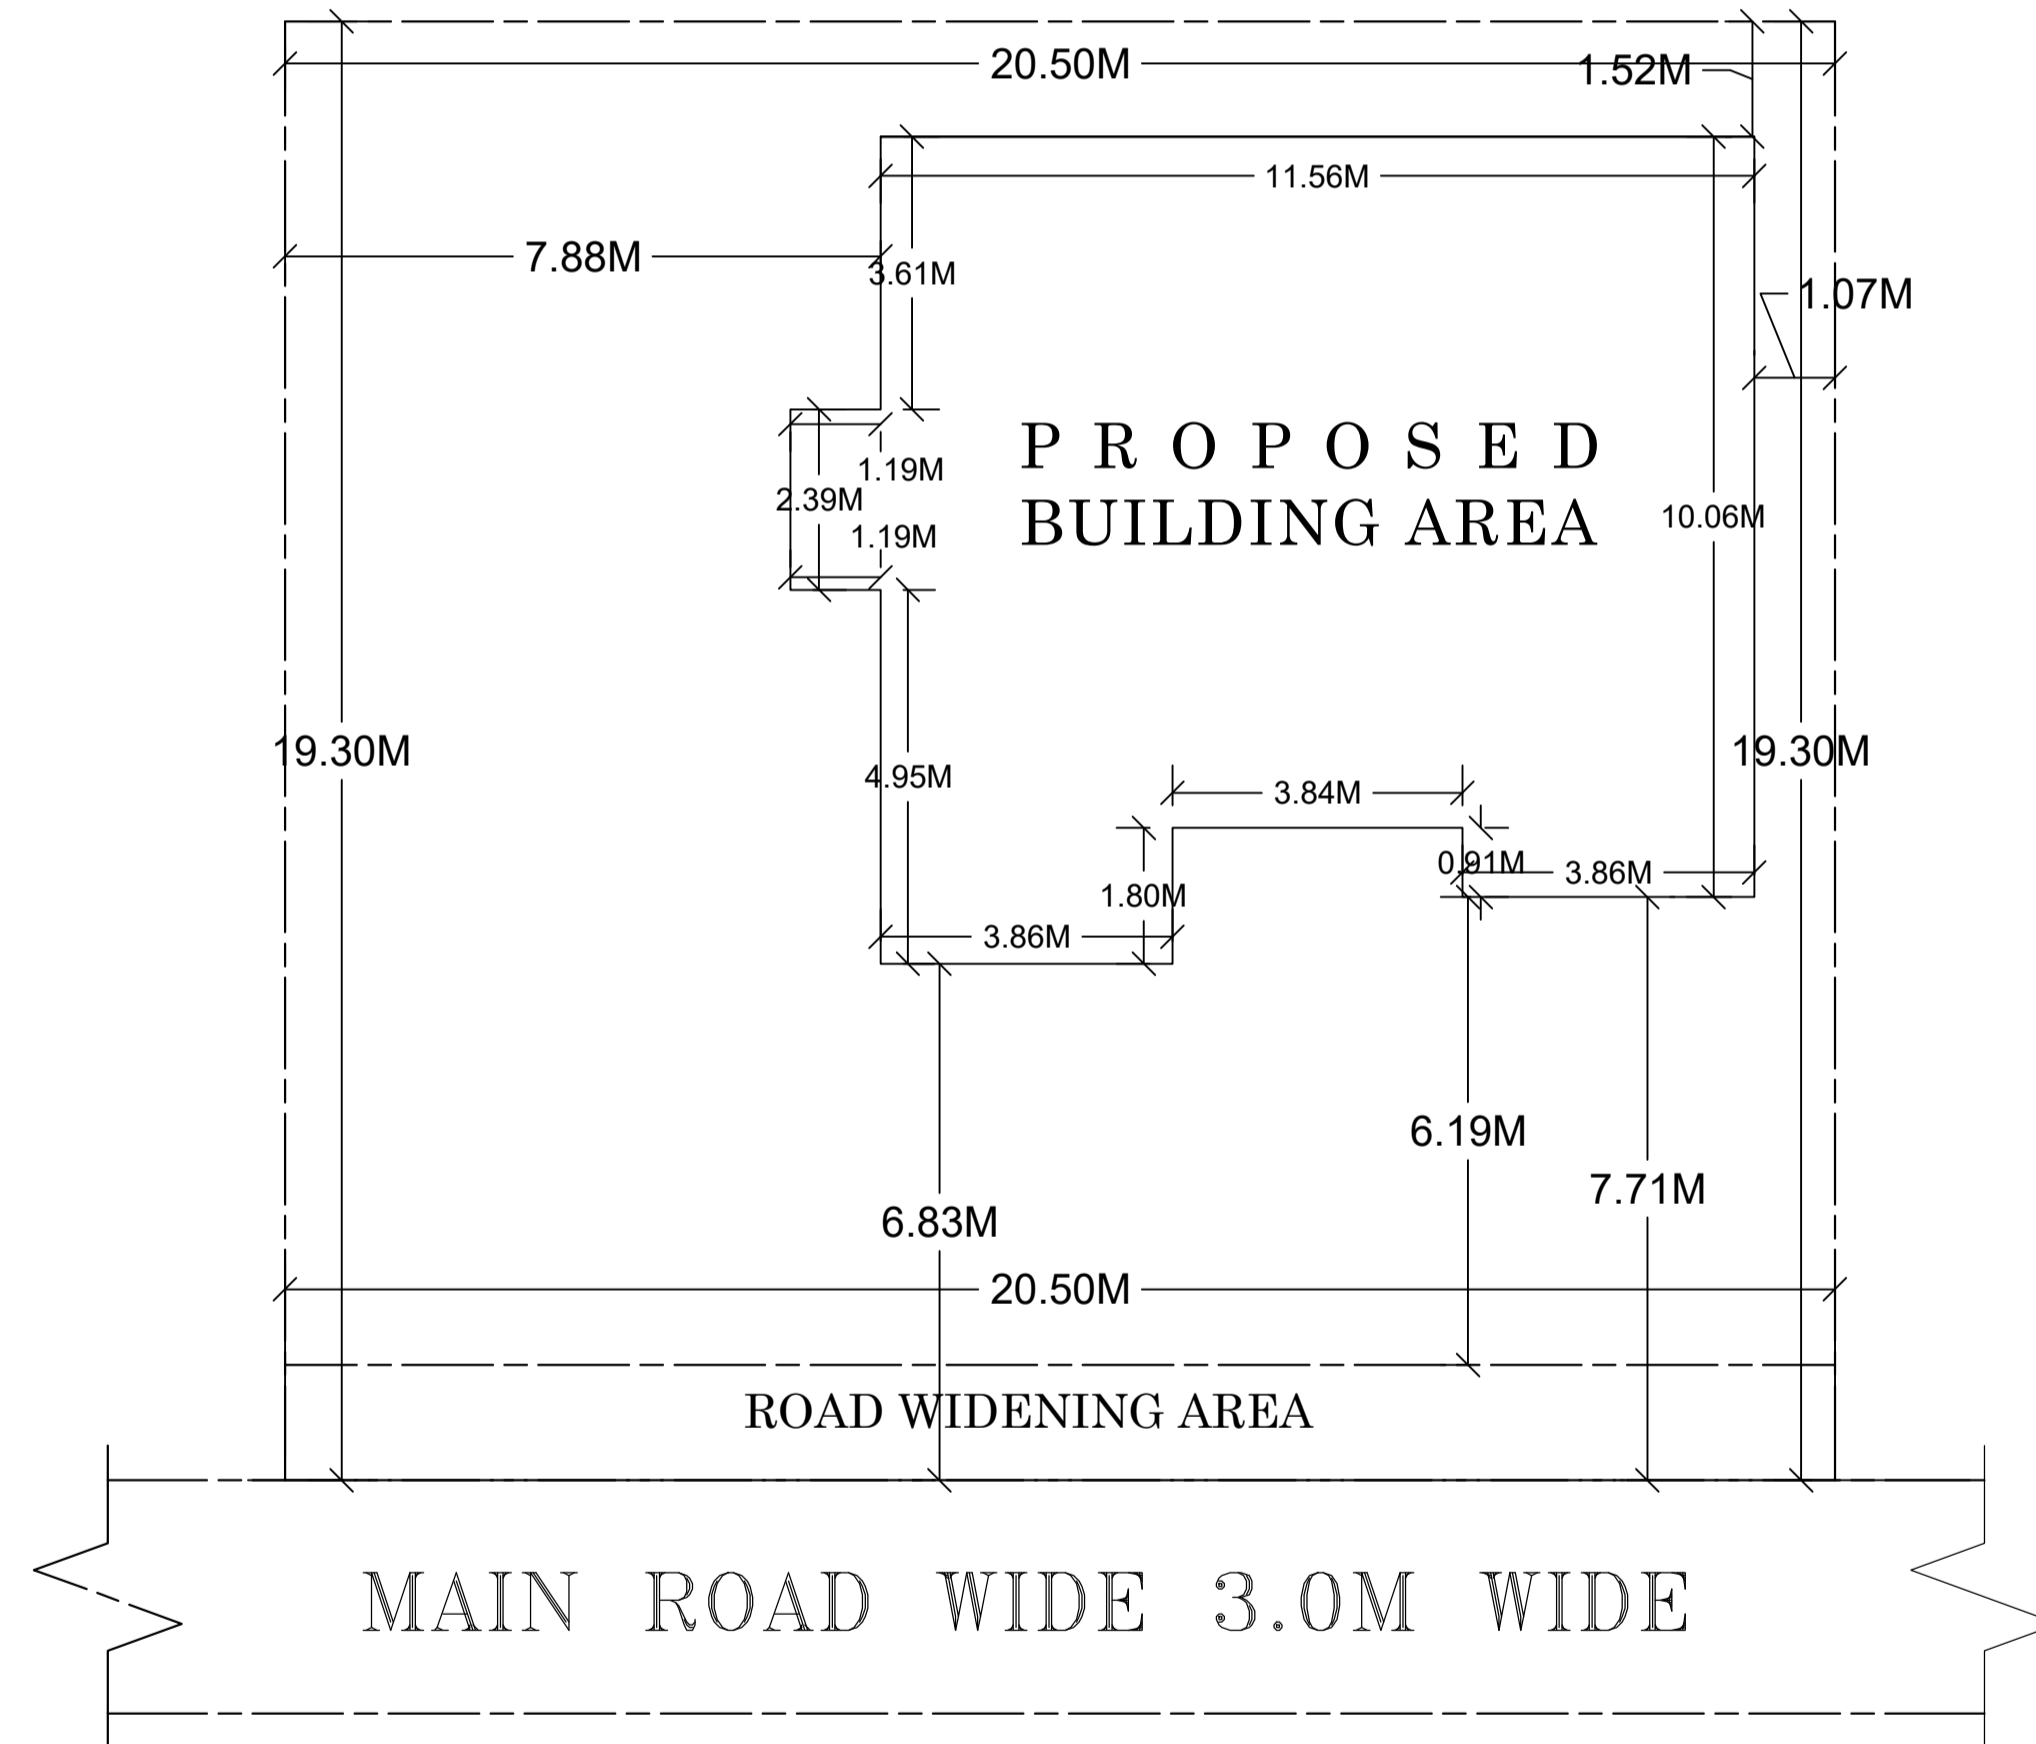 20.50M
1.52M
11.56M
7.88M
3.61M
1.07M
PROPOSED
BUILDING AREA
1.19M
2.39M
1.19M
10.06M
19.30M
19.30M
4.95M
3.84M
0.91M
3.86M
1.80M
3.86M
6.19M
7.71M
6.83M
20.50M
ROAD WIDENING AREA
MAIN ROAD WIDE 3.0M WIDE